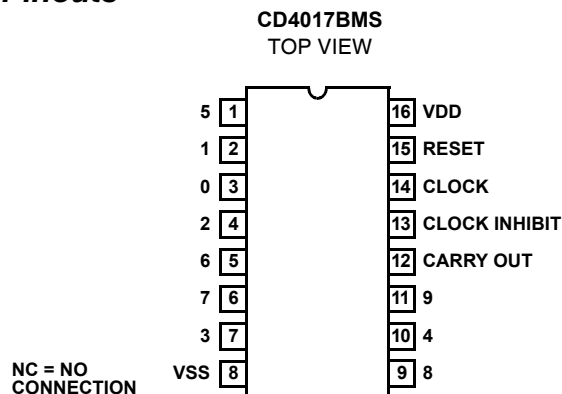 CD4017BMS
TOP VIEW
5 1 16 VDD
1 2 15 RESET
0 3 14 CLOCK
2 4 13 CLOCK INHIBIT
6 5 12 CARRY OUT
7 6 11 9
3 7 10 4
VSS 8 9 8
NC = NO
CONNECTION